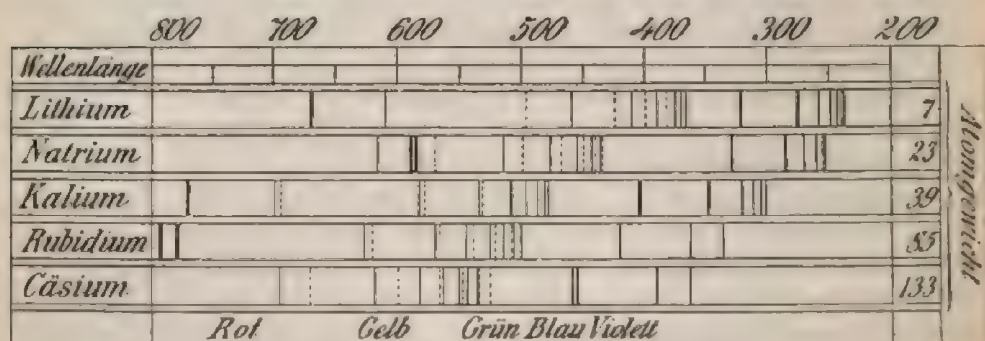 800 700 600 500 400 300 200
Wellenlänge
Lithium 7
Natrium 23
Kalium 39
Rubidium 85
Cäsium 133
Atomgewicht
Rot Gelb Grün Blau Violett